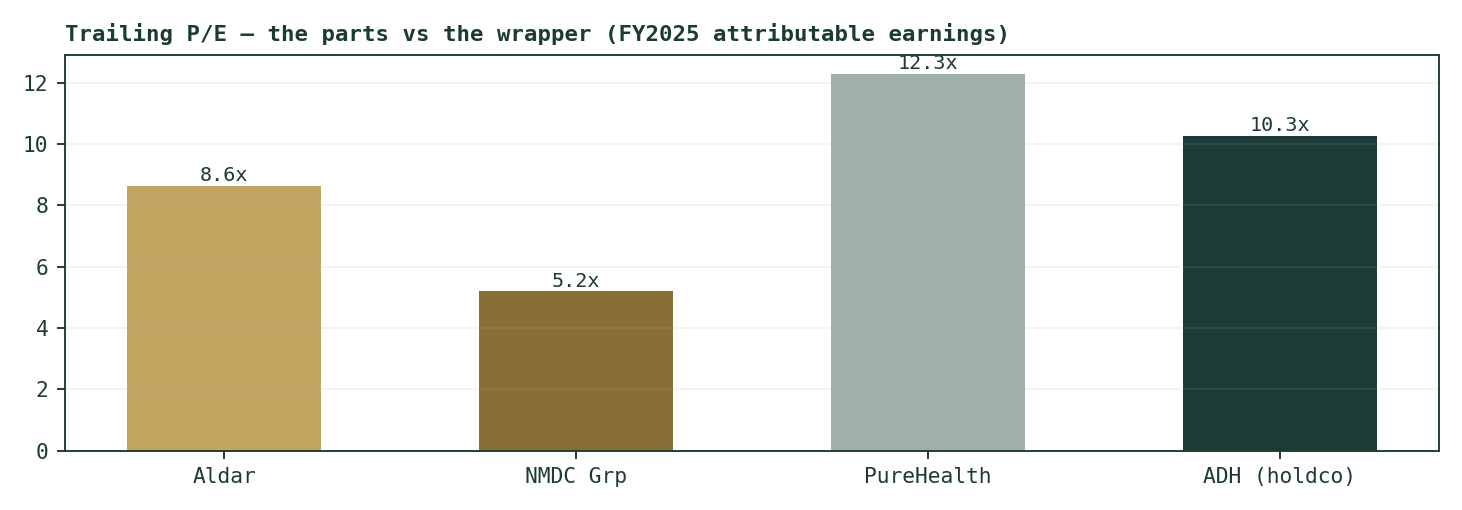 Trailing P/E — the parts vs the wrapper (FY2025 attributable earnings)
12.3x
12
10.3x
10
8.6x
8
6
5.2x
4
2
0
Aldar
NMDC Grp
PureHealth
ADH (holdco)